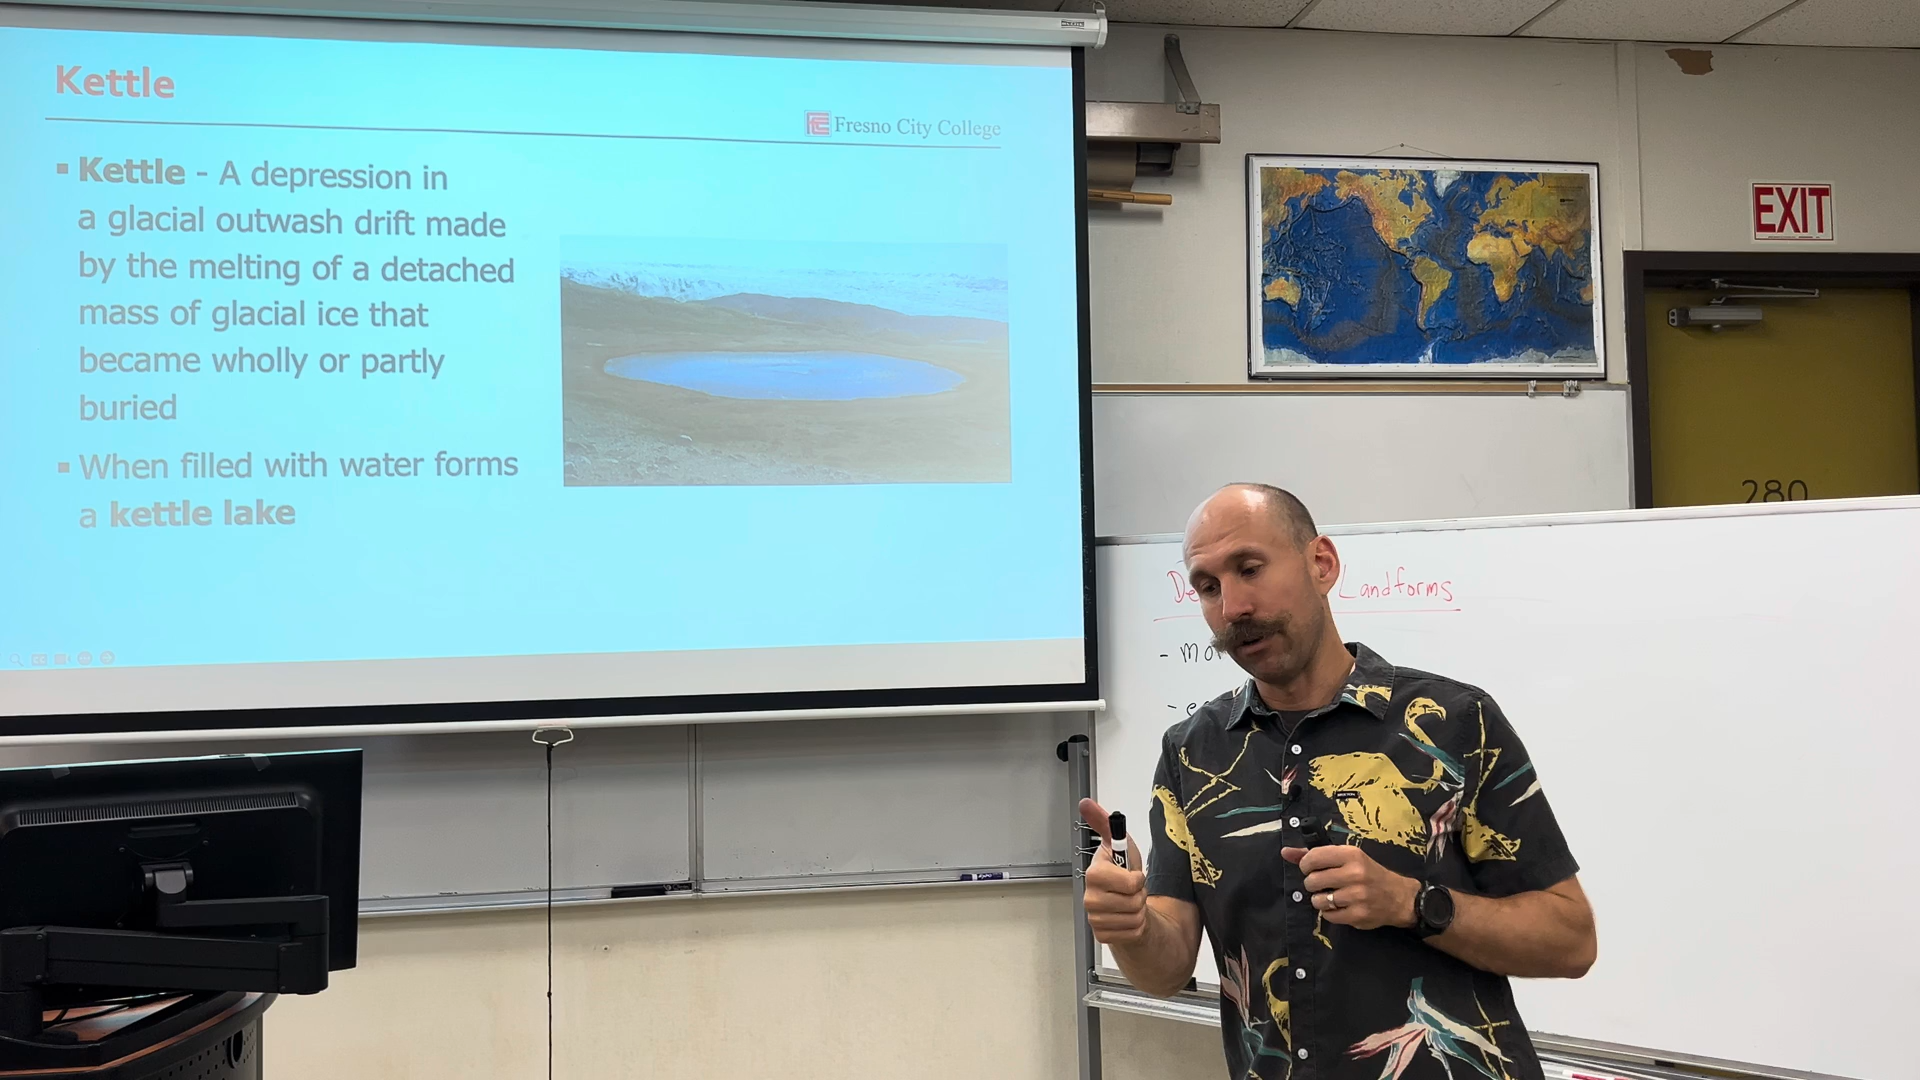 Kettle
Fresno City College
▪ Kettle - A depression in
a glacial outwash drift made
by the melting of a detached
mass of glacial ice that
became wholly or partly
buried
▪ When filled with water forms
a kettle lake
EXIT
280
Landforms